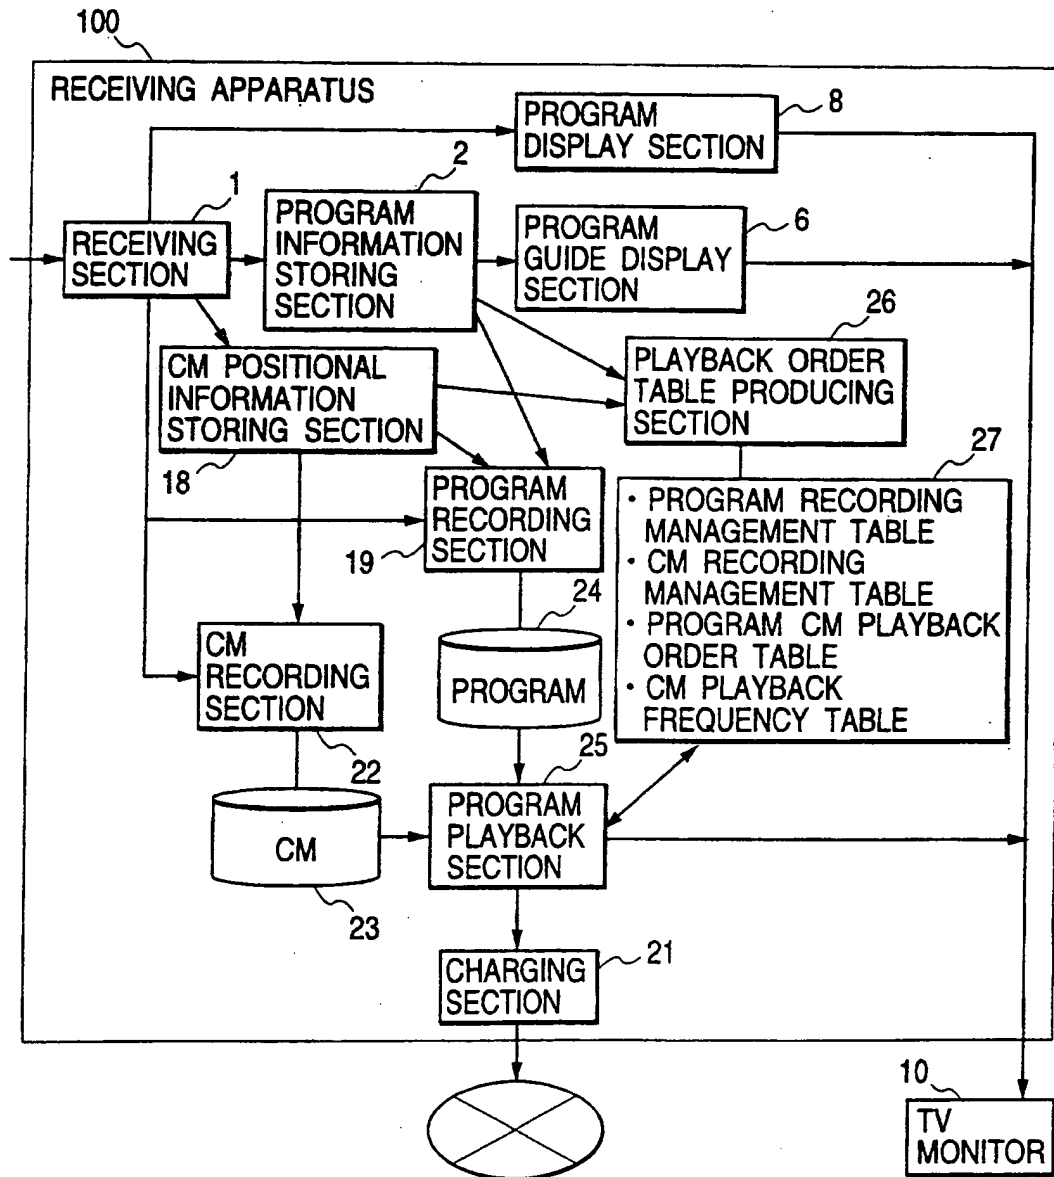 100
RECEIVING APPARATUS
8
PROGRAM
DISPLAY SECTION
2
1
PROGRAM
INFORMATION
STORING
SECTION
RECEIVING
SECTION
6
PROGRAM
GUIDE DISPLAY
SECTION
26
CM POSITIONAL
INFORMATION
STORING SECTION
18
PLAYBACK ORDER
TABLE PRODUCING
SECTION
27
PROGRAM
RECORDING
SECTION
19
· PROGRAM RECORDING
MANAGEMENT TABLE
· CM RECORDING
MANAGEMENT TABLE
· PROGRAM CM PLAYBACK
ORDER TABLE
· CM PLAYBACK
FREQUENCY TABLE
24
PROGRAM
CM
RECORDING
SECTION
22
25
PROGRAM
PLAYBACK
SECTION
CM
23
21
CHARGING
SECTION
10
TV
MONITOR